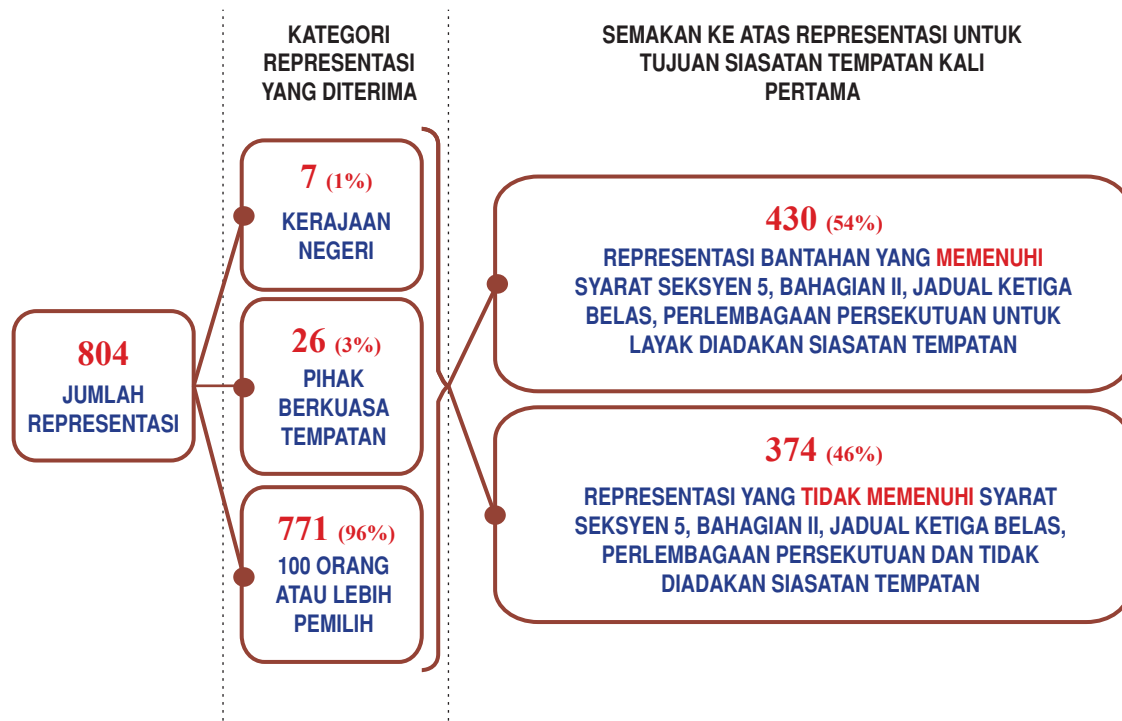 KATEGORI
REPRESENTASI
YANG DITERIMA
SEMAKAN KE ATAS REPRESENTASI UNTUK
TUJUAN SIASATAN TEMPATAN KALI
PERTAMA
804
JUMLAH
REPRESENTASI
7 (1%)
KERAJAAN
NEGERI
26 (3%)
PIHAK
BERKUASA
TEMPATAN
771 (96%)
100 ORANG
ATAU LEBIH
PEMILIH
430 (54%)
REPRESENTASI BANTAHAN YANG MEMENUHI
SYARAT SEKSYEN 5, BAHAGIAN II, JADUAL KETIGA
BELAS, PERLEMBAGAAN PERSEKUTUAN UNTUK
LAYAK DIADAKAN SIASATAN TEMPATAN
374 (46%)
REPRESENTASI YANG TIDAK MEMENUHI SYARAT
SEKSYEN 5, BAHAGIAN II, JADUAL KETIGA BELAS,
PERLEMBAGAAN PERSEKUTUAN DAN TIDAK
DIADAKAN SIASATAN TEMPATAN